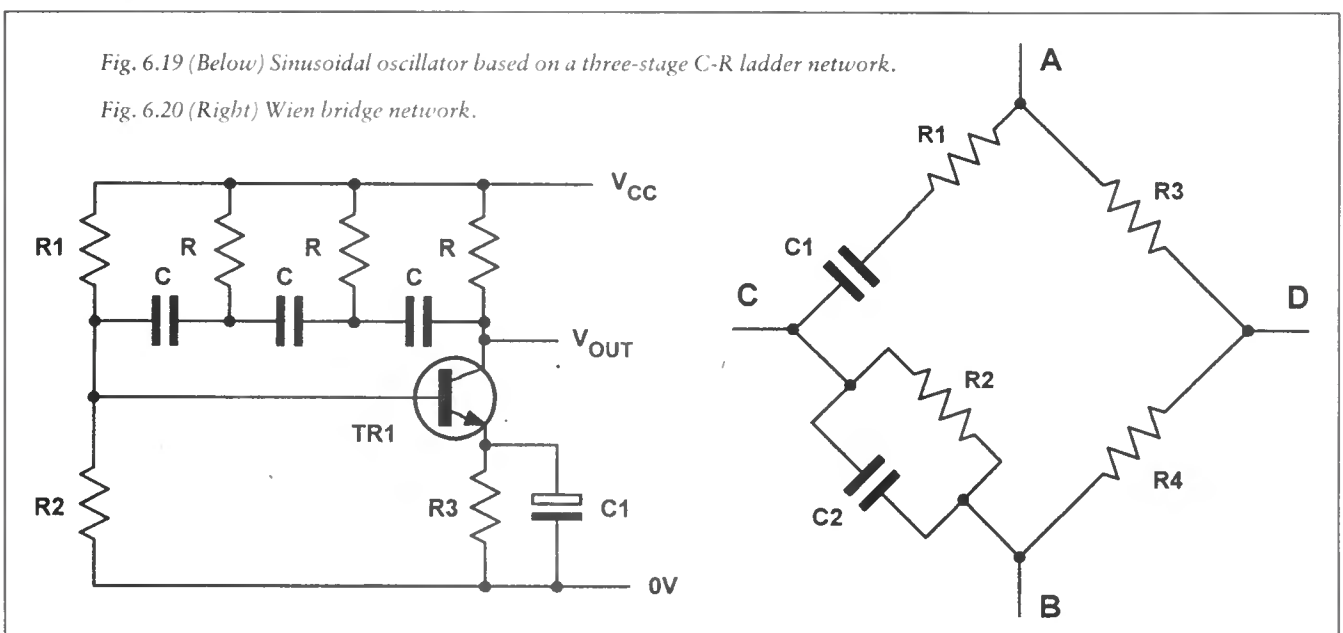 Fig. 6.19 (Below) Sinusoidal oscillator based on a three-stage C-R ladder network.
Fig. 6.20 (Right) Wien bridge network.
VCC
R1
R
R
R
C
C
C
VOUT
TR1
R2
R3
C1
0V
A
R1
R3
C1
C
D
R2
C2
R4
B